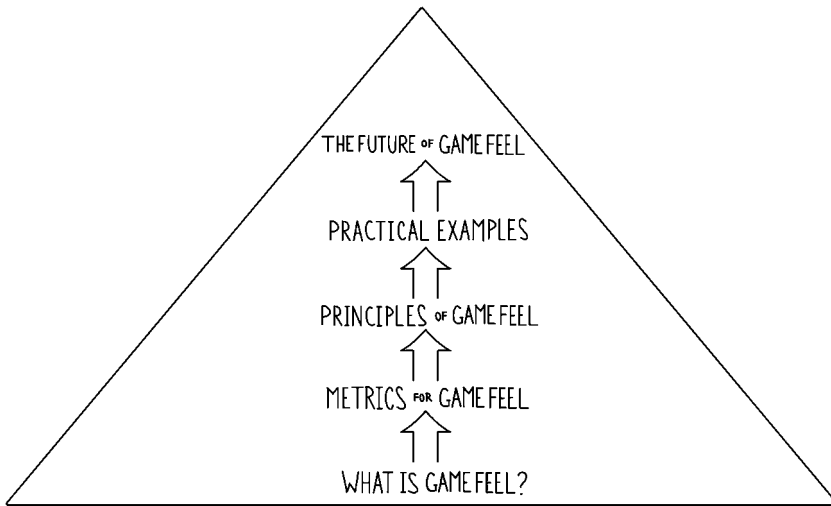 THE FUTURE OF GAME FEEL
PRACTICAL EXAMPLES
PRINCIPLES OF GAME FEEL
METRICS FOR GAME FEEL
WHAT IS GAME FEEL?